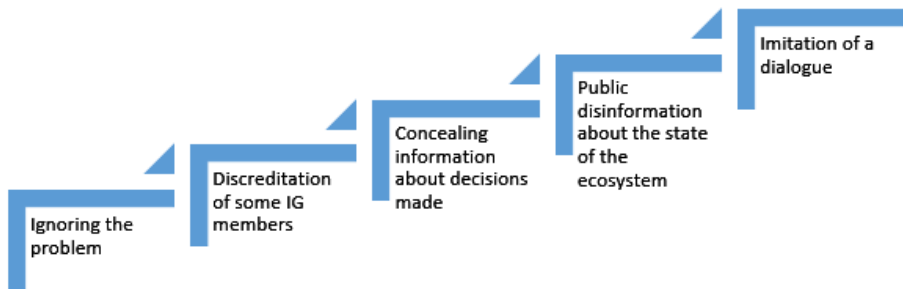 Ignoring the
problem
Discreditation
of some IG
members
Concealing
information
about decisions
made
Public
disinformation
about the state
of the
ecosystem
Imitation of a
dialogue